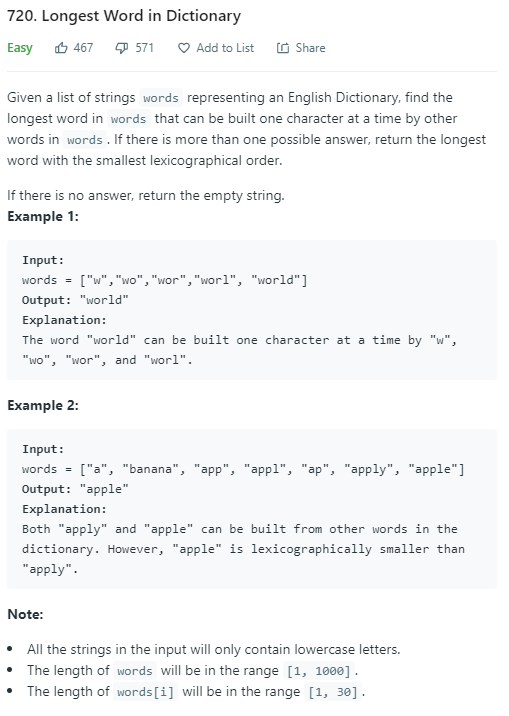 720. Longest Word in Dictionary
Easy 467 571 Add to List Share
Given a list of strings words representing an English Dictionary, find the
longest word in words that can be built one character at a time by other
words in words. If there is more than one possible answer, return the longest
word with the smallest lexicographical order.
If there is no answer, return the empty string.
Example 1:
Input:
words = ["w","wo","wor","worl", "world"]
Output: "world"
Explanation:
The word "world" can be built one character at a time by "w",
"wo", "wor", and "worl".
Example 2:
Input:
words = ["a", "banana", "app", "appl", "ap", "apply", "apple"]
Output: "apple"
Explanation:
Both "apply" and "apple" can be built from other words in the
dictionary. However, "apple" is lexicographically smaller than
"apply".
Note:
• All the strings in the input will only contain lowercase letters.
• The length of words will be in the range [1, 1000].
• The length of words[i] will be in the range [1, 30].